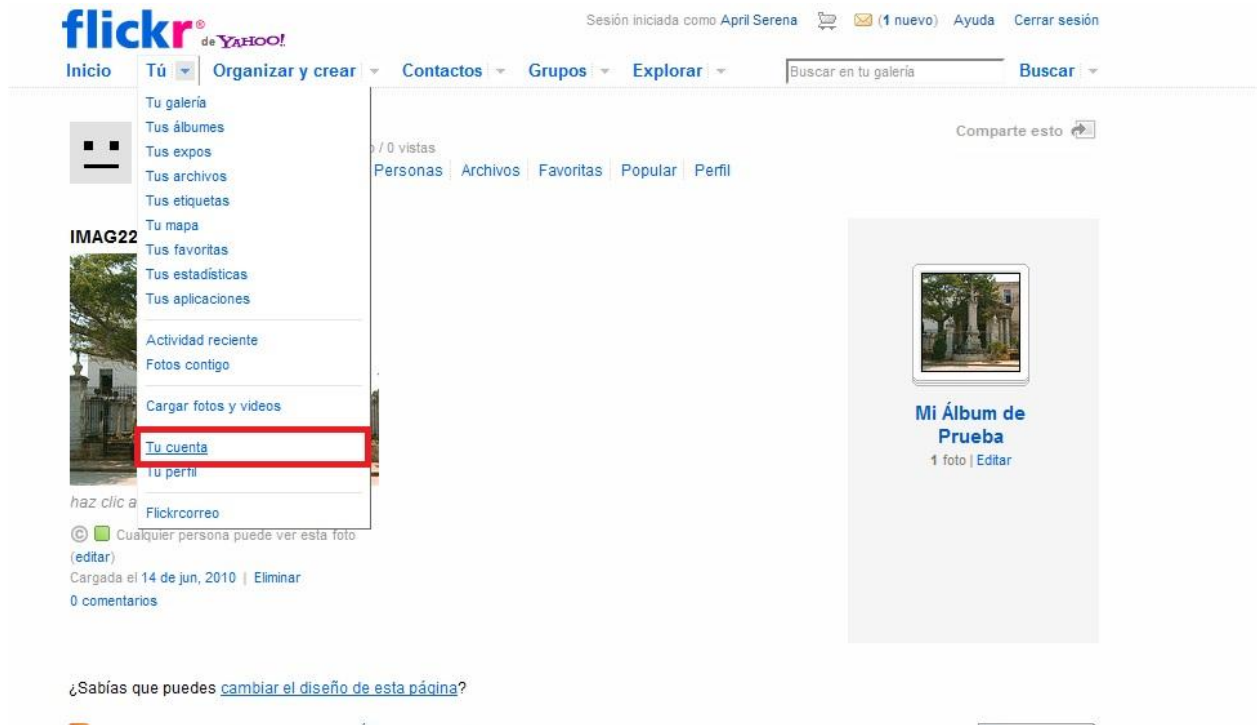 flickr® de YAHOO!
Sesión iniciada como April Serena (1 nuevo) Ayuda Cerrar sesión
Inicio Tú Organizar y crear Contactos Grupos Explorar Buscar en tu galería Buscar
Tu galería
Tus álbumes
Tus expos
Tus archivos
Tus etiquetas
Tu mapa
Tus favoritas
Tus estadísticas
Tus aplicaciones
Actividad reciente
Fotos contigo
Cargar fotos y videos
Tu cuenta
Tu perfil
Flickrcorreo
Comparte esto
/ 0 vistas
Personas Archivos Favoritas Popular Perfil
IMAG22
haz clic a
© Cualquier persona puede ver esta foto
(editar)
Cargada el 14 de jun, 2010 | Eliminar
0 comentarios
Mi Álbum de
Prueba
1 foto | Editar
¿Sabías que puedes cambiar el diseño de esta página?